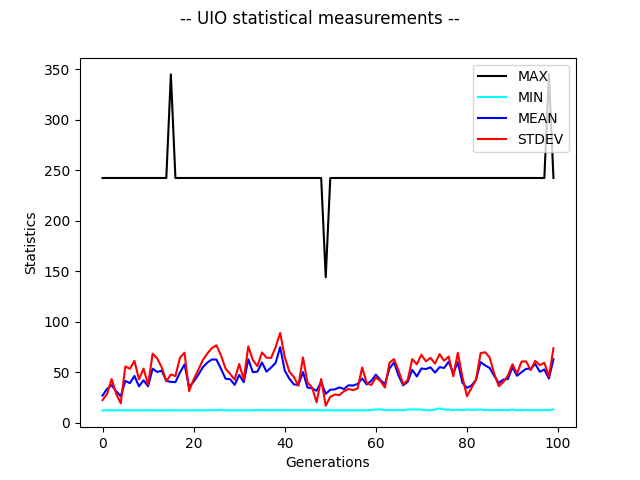 -- UIO statistical measurements --
MAX
MIN
MEAN
STDEV
350
300
250
200
150
100
50
0
Statistics
0 20 40 60 80 100
Generations